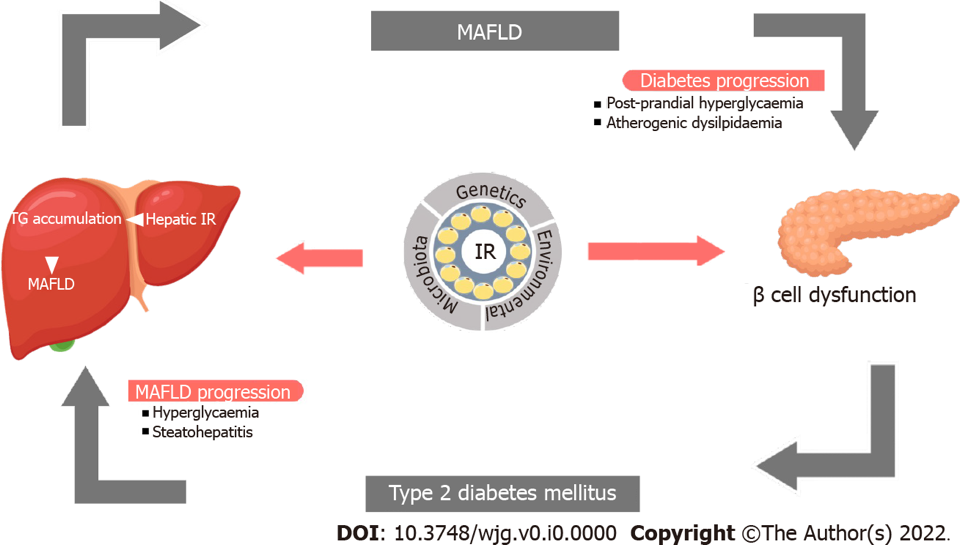 MAFLD
Diabetes progression
Post-prandial hyperglycaemia
Atherogenic dysilpidaemia
TG accumulation
Hepatic IR
MAFLD
Genetics
Environmental
Microbiota
IR
β cell dysfunction
MAFLD progression
Hyperglycaemia
Steatohepatitis
Type 2 diabetes mellitus
DOI: 10.3748/wjg.v0.i0.0000 Copyright ©The Author(s) 2022.